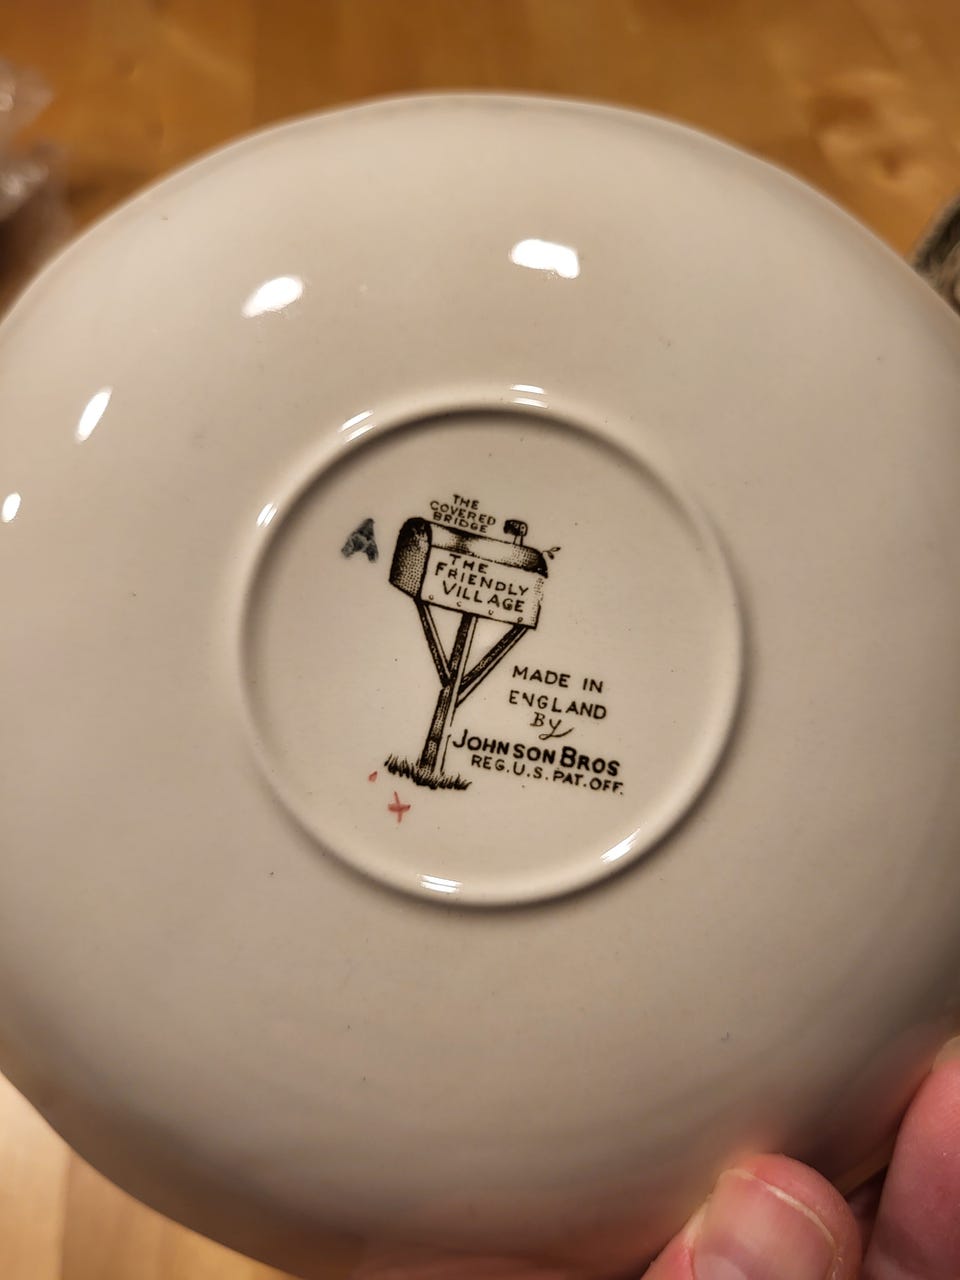 THE
COVERED
BRIDGE
A
THE
FRIENDLY
VILLAGE
MADE IN
ENGLAND
By
JOHNSON BROS
REG. U.S. PAT. OFF.